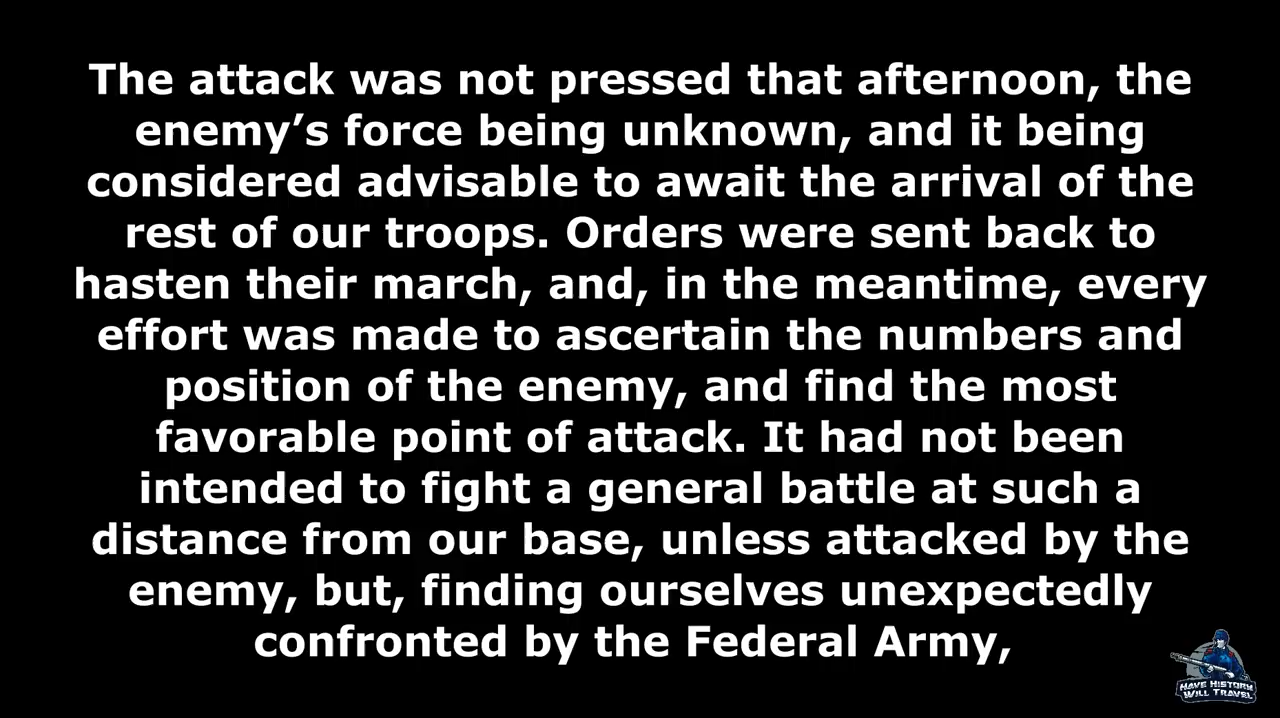 The attack was not pressed that afternoon, the
enemy’s force being unknown, and it being
considered advisable to await the arrival of the
rest of our troops. Orders were sent back to
hasten their march, and, in the meantime, every
effort was made to ascertain the numbers and
position of the enemy, and find the most
favorable point of attack. It had not been
intended to fight a general battle at such a
distance from our base, unless attacked by the
enemy, but, finding ourselves unexpectedly
confronted by the Federal Army,
HAVE HISTORY
WILL TRAVEL